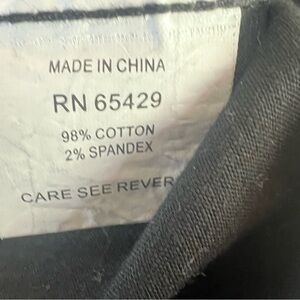 MADE IN CHINA
RN 65429
98% COTTON
2% SPANDEX
CARE SEE REVER